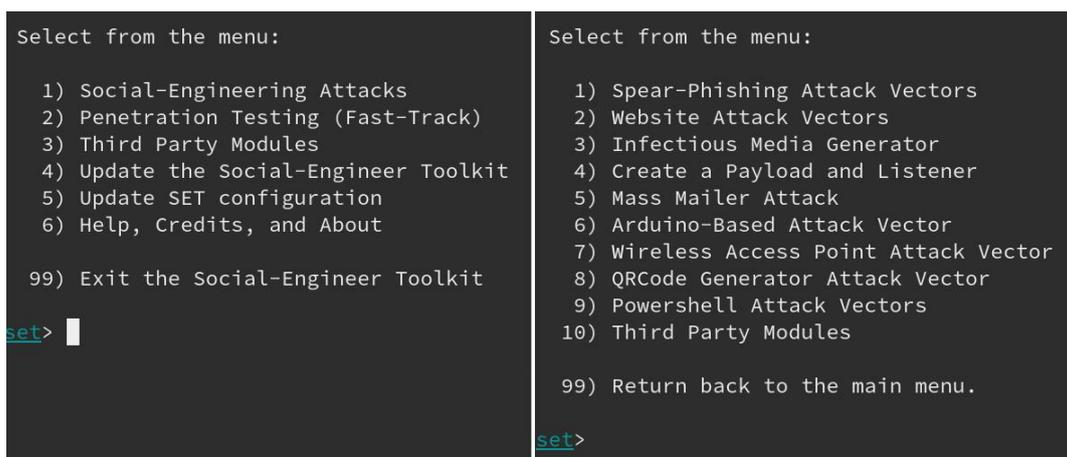 Select from the menu:
1) Social-Engineering Attacks
2) Penetration Testing (Fast-Track)
3) Third Party Modules
4) Update the Social-Engineer Toolkit
5) Update SET configuration
6) Help, Credits, and About
99) Exit the Social-Engineer Toolkit
set>
Select from the menu:
1) Spear-Phishing Attack Vectors
2) Website Attack Vectors
3) Infectious Media Generator
4) Create a Payload and Listener
5) Mass Mailer Attack
6) Arduino-Based Attack Vector
7) Wireless Access Point Attack Vector
8) QRCode Generator Attack Vector
9) Powershell Attack Vectors
10) Third Party Modules
99) Return back to the main menu.
set>